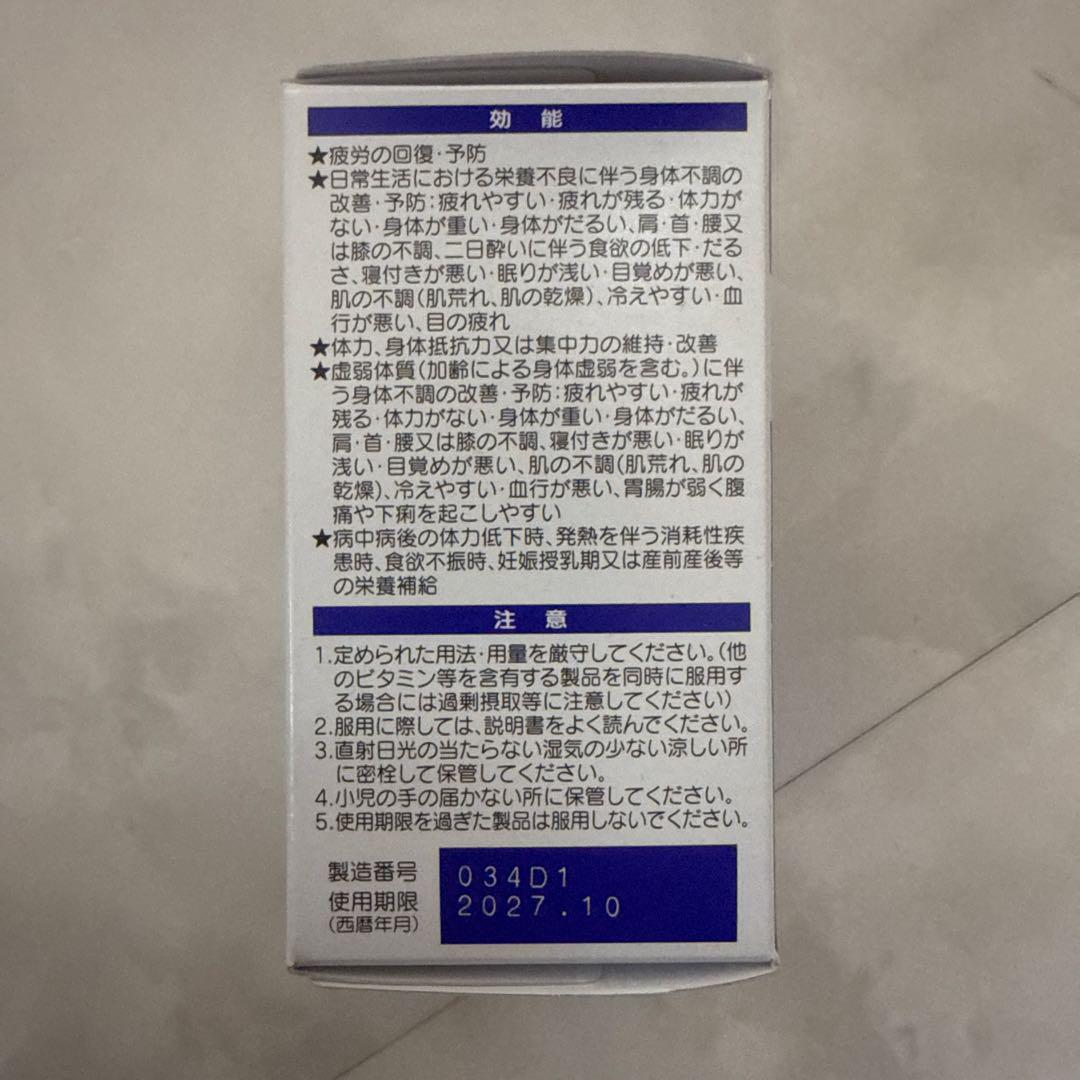 効能
★疲労の回復・予防
★日常生活における栄養不良に伴う身体不調の
改善・予防:疲れやすい・疲れが残る・体力が
ない・身体が重い・身体がだるい、肩・首・腰又
は膝の不調、二日酔いに伴う食欲の低下・だる
さ、寝付きが悪い・眠りが浅い・目覚めが悪い、
肌の不調(肌荒れ、肌の乾燥)、冷えやすい・血
行が悪い、目の疲れ
★体力、身体抵抗力又は集中力の維持・改善
★虚弱体質(加齢による身体虚弱を含む。)に伴
う身体不調の改善・予防:疲れやすい・疲れが
残る・体力がない・身体が重い・身体がだるい、
肩・首・腰又は膝の不調、寝付きが悪い・眠りが
浅い・目覚めが悪い、肌の不調(肌荒れ、肌の
乾燥)、冷えやすい・血行が悪い、胃腸が弱く腹
痛や下痢を起こしやすい
★病中病後の体力低下時、発熱を伴う消耗性疾
患時、食欲不振時、妊娠授乳期又は産前産後等
の栄養補給
注意
1.定められた用法・用量を厳守してください。(他
のビタミン等を含有する製品を同時に服用す
る場合には過剰摂取等に注意してください)
2.服用に際しては、説明書をよく読んでください。
3.直射日光の当たらない湿気の少ない涼しい所
に密栓して保管してください。
4.小児の手の届かない所に保管してください。
5.使用期限を過ぎた製品は服用しないでください。
製造番号 034D1
使用期限 2027.10
(西暦年月)